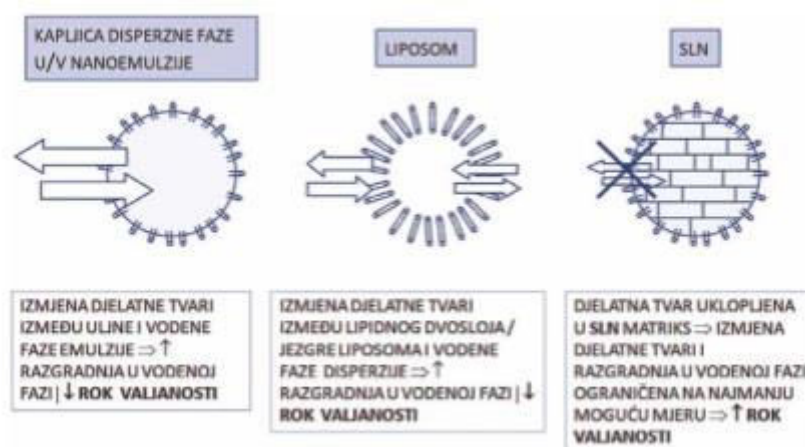 KAPLJICA DISPERZNE FAZE
U/V NANOEMULZIJE
LIPOSOM
SLN
IZMJENA DJELATNE TVARI
IZMEĐU ULJNE I VODENE
FAZE EMULZIJE ⇒ ↑
RAZGRADNJA U VODENOJ
FAZI | ↓ ROK VALJANOSTI
IZMJENA DJELATNE TVARI
IZMEĐU LIPIDNOG DVOSLOJA /
JEZGRE LIPOSOMA I VODENE
FAZE DISPERZIJE ⇒ ↑
RAZGRADNJA U VODENOJ FAZI | ↓
ROK VALJANOSTI
DJELATNA TVAR UKLOPLJENA
U SLN MATRIKS ⇒ IZMJENA
DJELATNE TVARI I
RAZGRADNJA U VODENOJ FAZI
OGRANIČENA NA NAJMANJU
MOGUĆU MJERU ⇒ ↑ ROK
VALJANOSTI